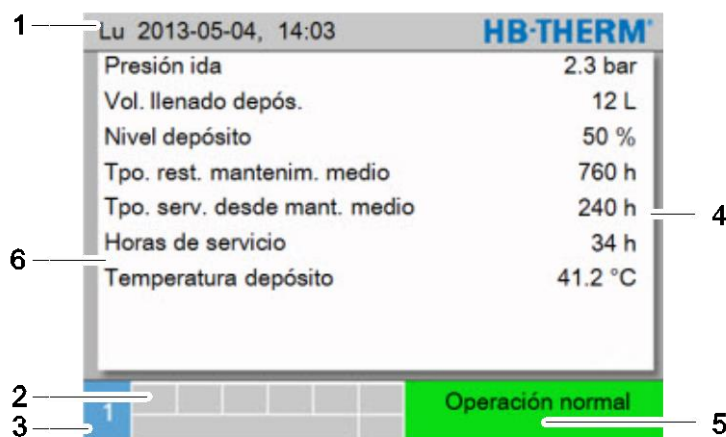 1 Lu 2013-05-04, 14:03 HB·THERM®
Presión ida 2.3 bar
Vol. llenado depós. 12 L
Nivel depósito 50 %
Tpo. rest. mantenim. medio 760 h
Tpo. serv. desde mant. medio 240 h 4
Horas de servicio 34 h
6
Temperatura depósito 41.2 °C
2 1 Operación normal
3 5